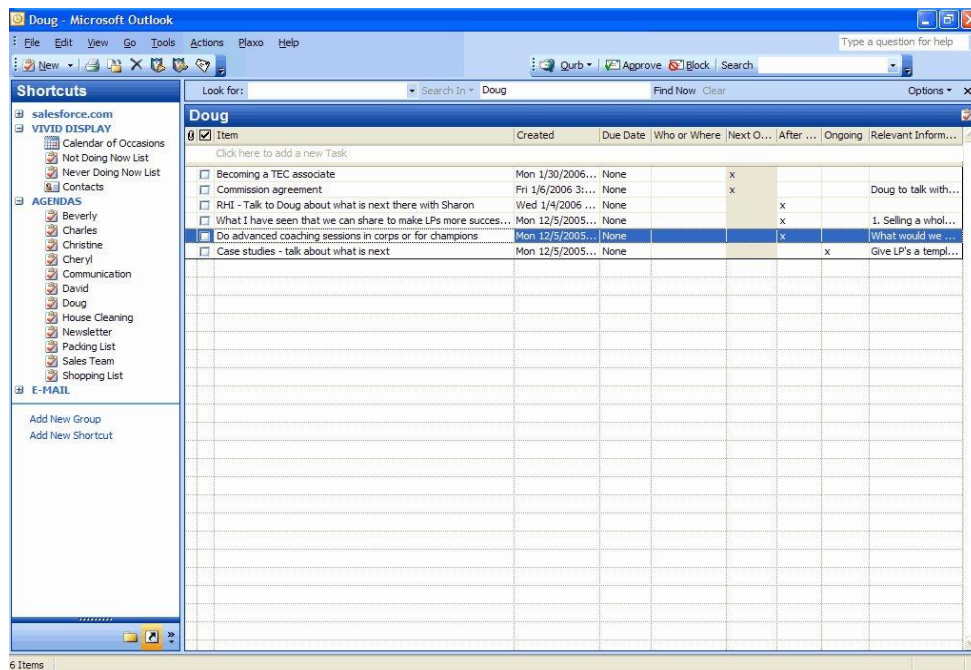 Doug - Microsoft Outlook
File Edit View Go Tools Actions Plaxo Help
Type a question for help
New Qurb Approve Block Search
Shortcuts
Look for: Search In Doug Find Now Clear Options
salesforce.com
VIVID DISPLAY
Calendar of Occasions
Not Doing Now List
Never Doing Now List
Contacts
AGENDAS
Beverly
Charles
Christine
Cheryl
Communication
David
Doug
House Cleaning
Newsletter
Packing List
Sales Team
Shopping List
E-MAIL
Add New Group
Add New Shortcut
Doug
Item Created Due Date Who or Where Next O... After ... Ongoing Relevant Inform...
Click here to add a new Task
Becoming a TEC associate Mon 1/30/2006... None x
Commission agreement Fri 1/6/2006 3:... None x Doug to talk with...
RHI - Talk to Doug about what is next there with Sharon Wed 1/4/2006 ... None x
What I have seen that we can share to make LPs more succes... Mon 12/5/2005... None x 1. Selling a whol...
Do advanced coaching sessions in corps or for champions Mon 12/5/2005... None x What would we ...
Case studies - talk about what is next Mon 12/5/2005... None x Give LP's a templ...
6 Items